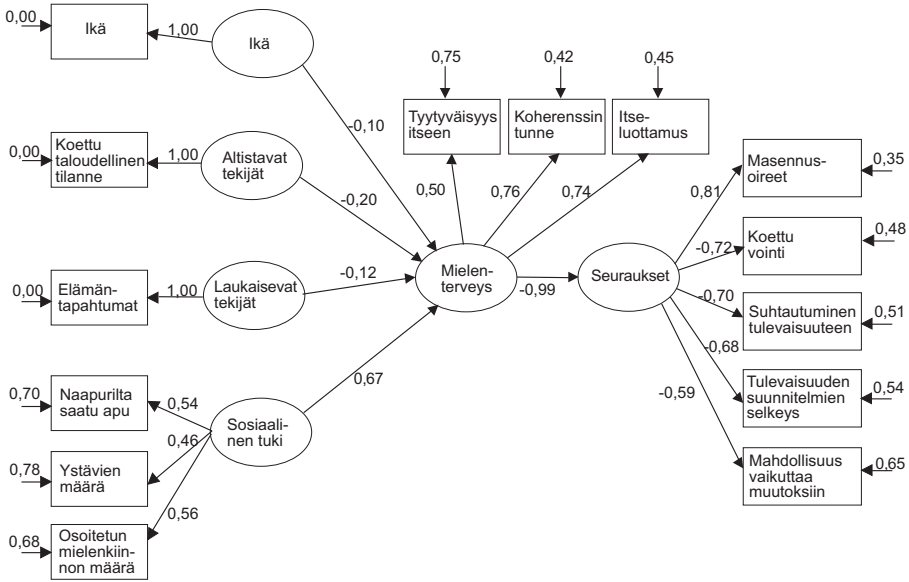 0,00
Ikä
1,00
Ikä
-0,10
0,00
Koettu
taloudellinen
tilanne
1,00
Altistavat
tekijät
-0,20
0,00
Elämän-
tapahtumat
1,00
Laukaisevat
tekijät
-0,12
0,70
Naapurilta
saatu apu
0,54
0,78
Ystävien
määrä
0,46
0,68
Osoitetun
mielenkiin-
non määrä
0,56
Sosiaali-
nen tuki
0,67
0,75
Tyytyväisyys
itseen
0,50
0,42
Koherenssin
tunne
0,76
0,45
Itse-
luottamus
0,74
Mielen-
terveys
-0,99
Seuraukset
0,81
Masennus-
oireet
0,35
-0,72
Koettu
vointi
0,48
-0,70
Suhtautuminen
tulevaisuuteen
0,51
-0,68
Tulevaisuuden
suunnitelmien
selkeys
0,54
-0,59
Mahdollisuus
vaikuttaa
muutoksiin
0,65